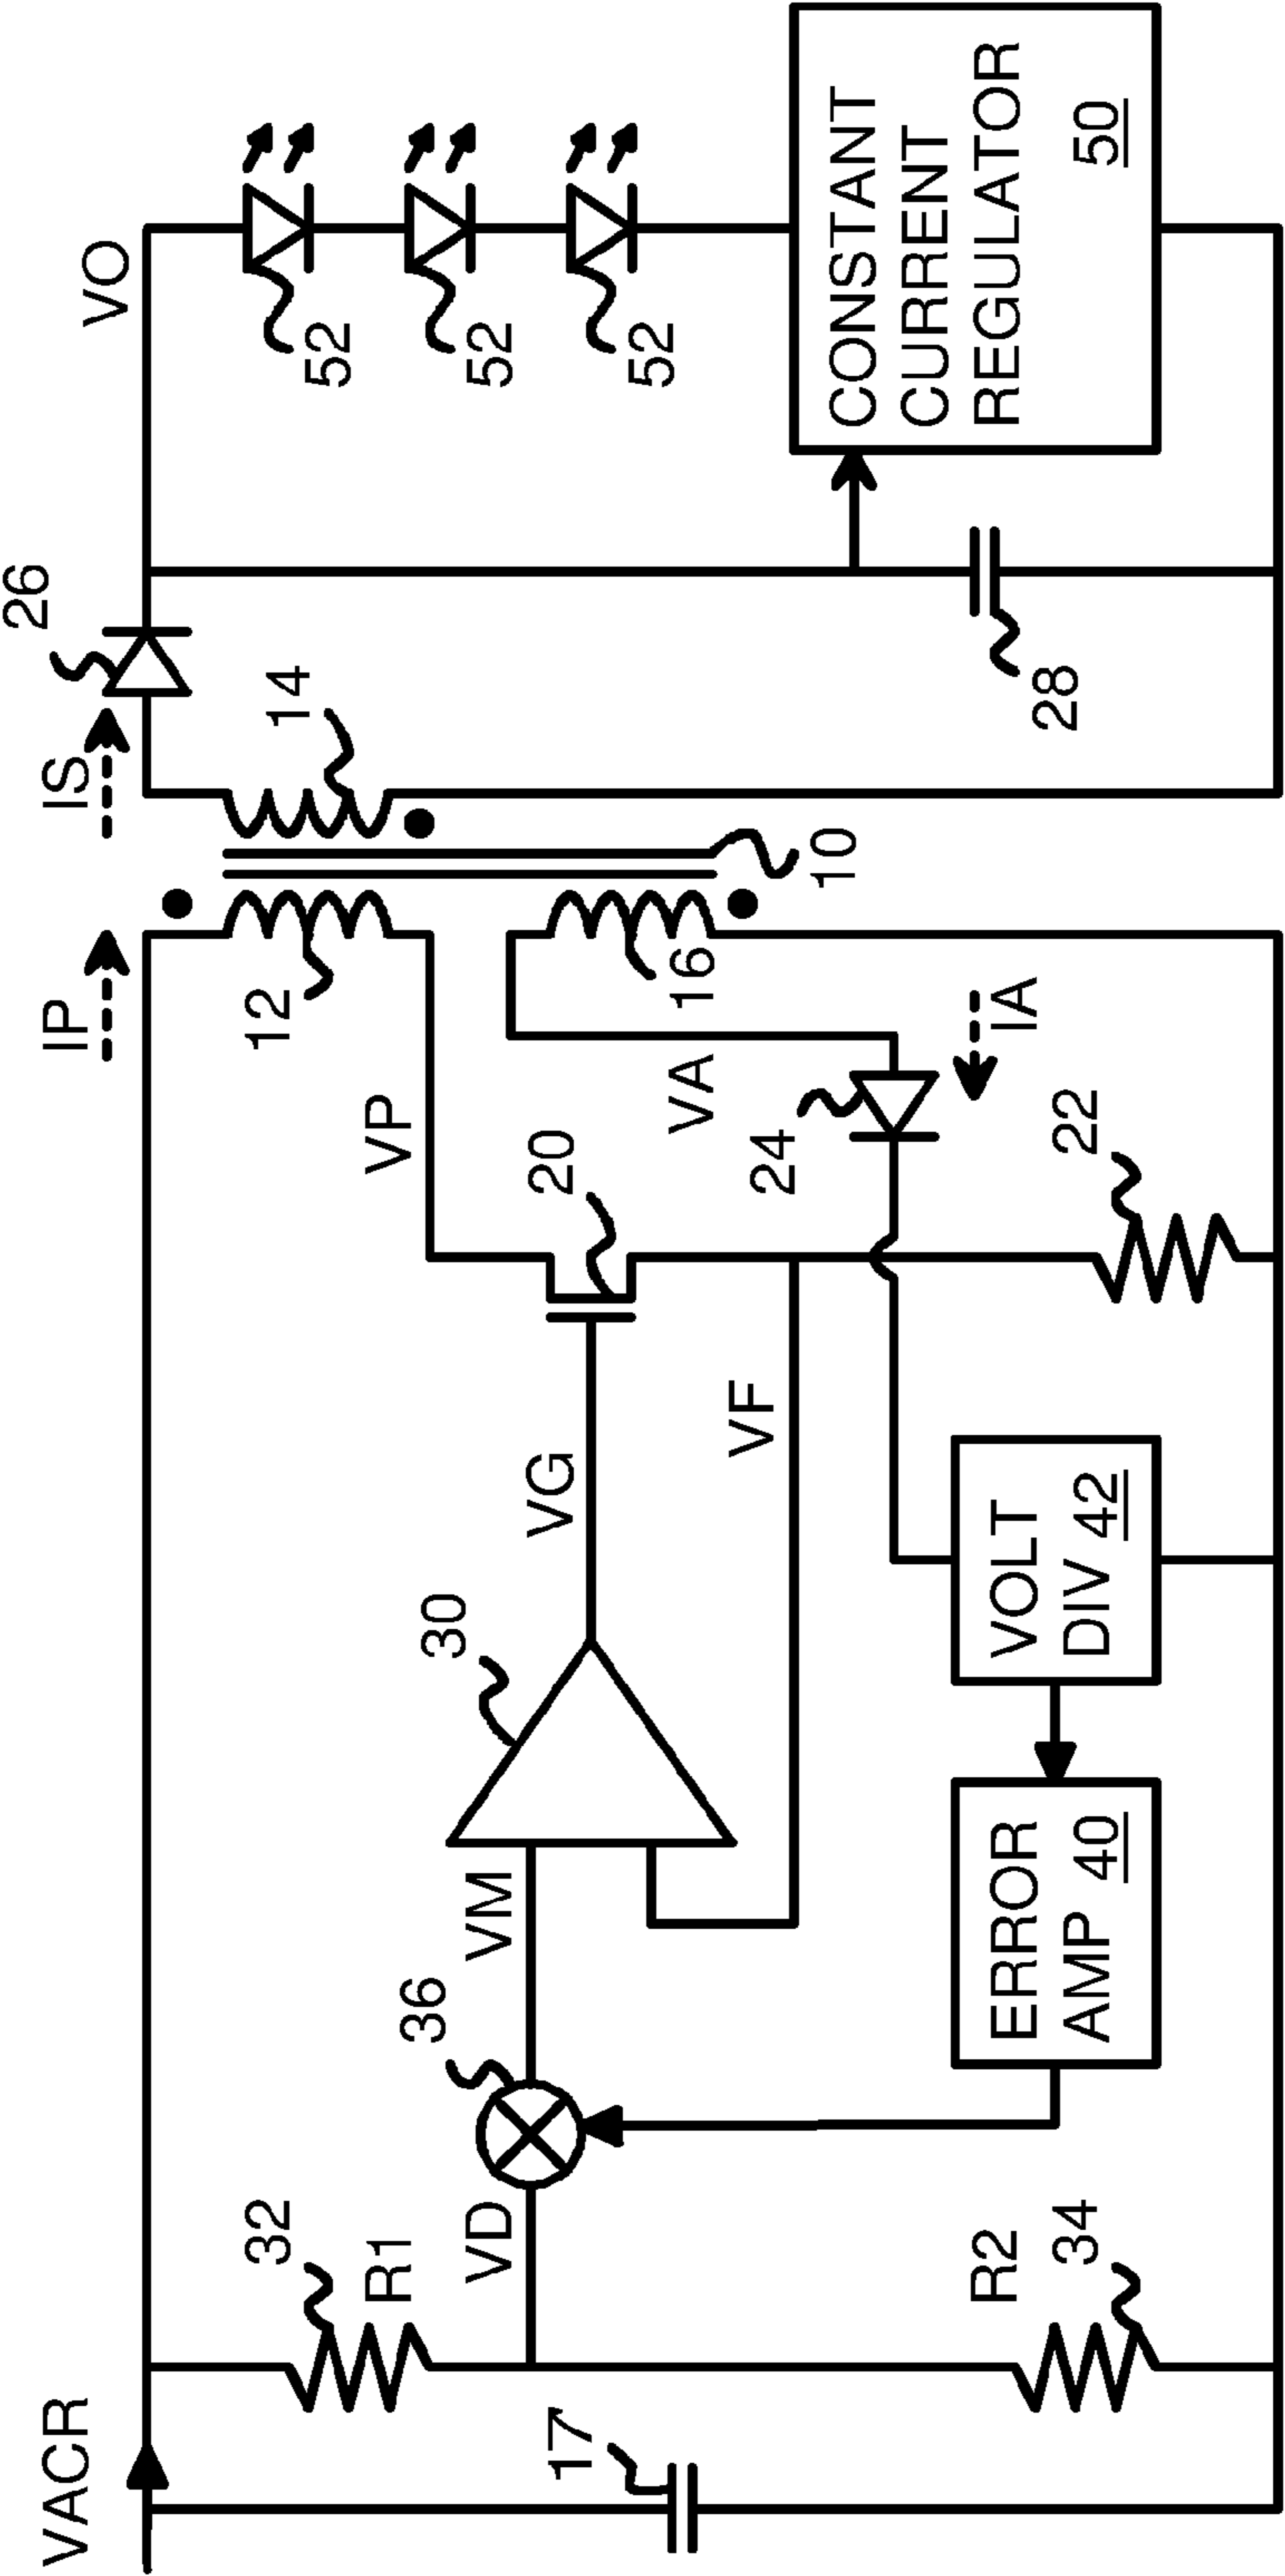 VACR
IP
IS
26
VO
32
R1
12
14
52
52
52
VP
17
VD
36
VM
30
VG
20
VA
16
10
VF
24
IA
CONSTANT
CURRENT
REGULATOR
50
R2
34
ERROR
AMP 40
VOLT
DIV 42
22
28